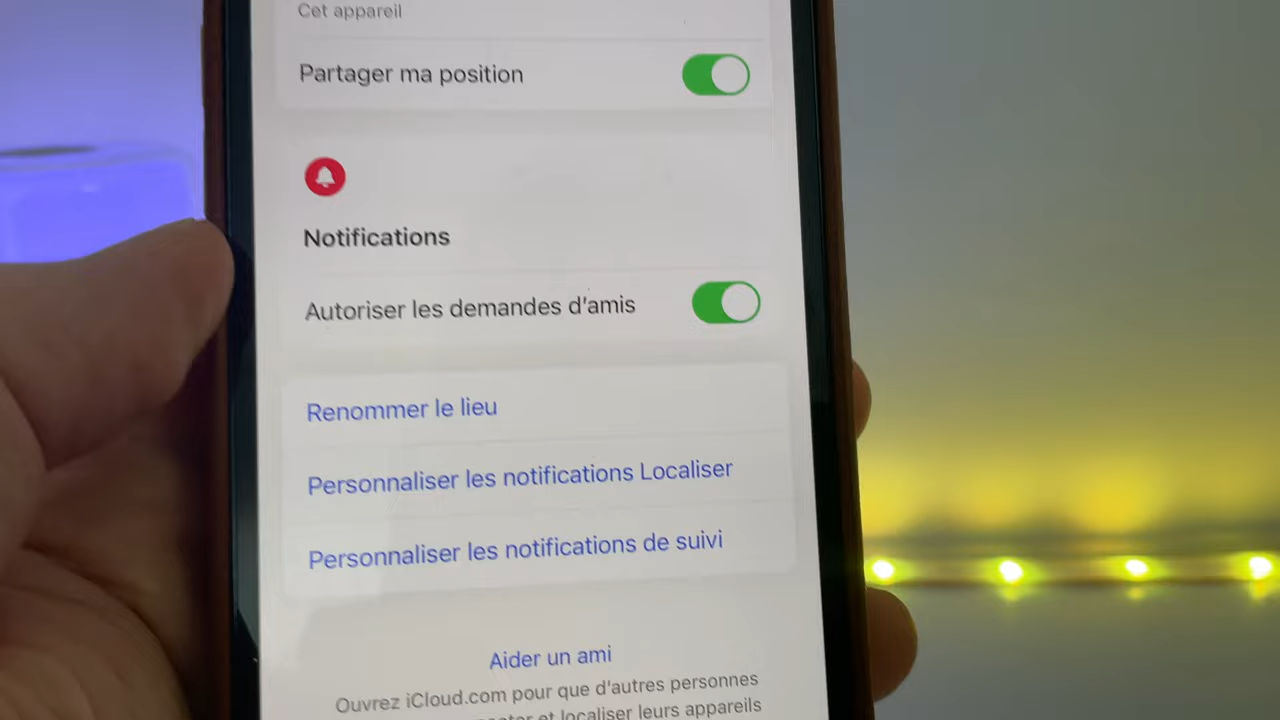 Cet appareil
Partager ma position
Notifications
Autoriser les demandes d'amis
Renommer le lieu
Personnaliser les notifications Localiser
Personnaliser les notifications de suivi
Aider un ami
Ouvrez iCloud.com pour que d'autres personnes
et localiser leurs appareils